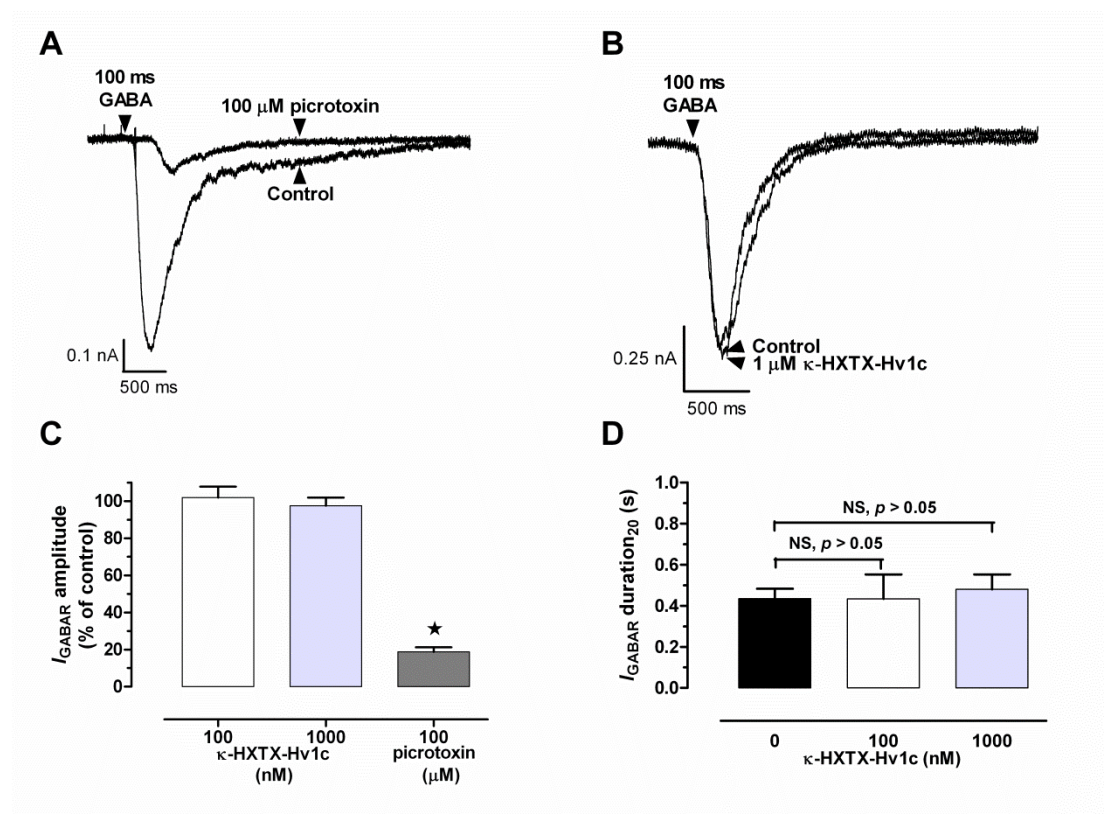 A
100 ms
GABA
100 μM picrotoxin
Control
0.1 nA
500 ms
B
100 ms
GABA
Control
1 μM κ-HXTX-Hv1c
0.25 nA
500 ms
C
I_GABAR amplitude
(% of control)
100
80
60
40
20
0
100 1000 100
κ-HXTX-Hv1c picrotoxin
(nM) (μM)
D
I_GABAR duration₂₀ (s)
1.0
0.8
0.6
0.4
0.2
0.0
NS, p > 0.05
NS, p > 0.05
0 100 1000
κ-HXTX-Hv1c (nM)